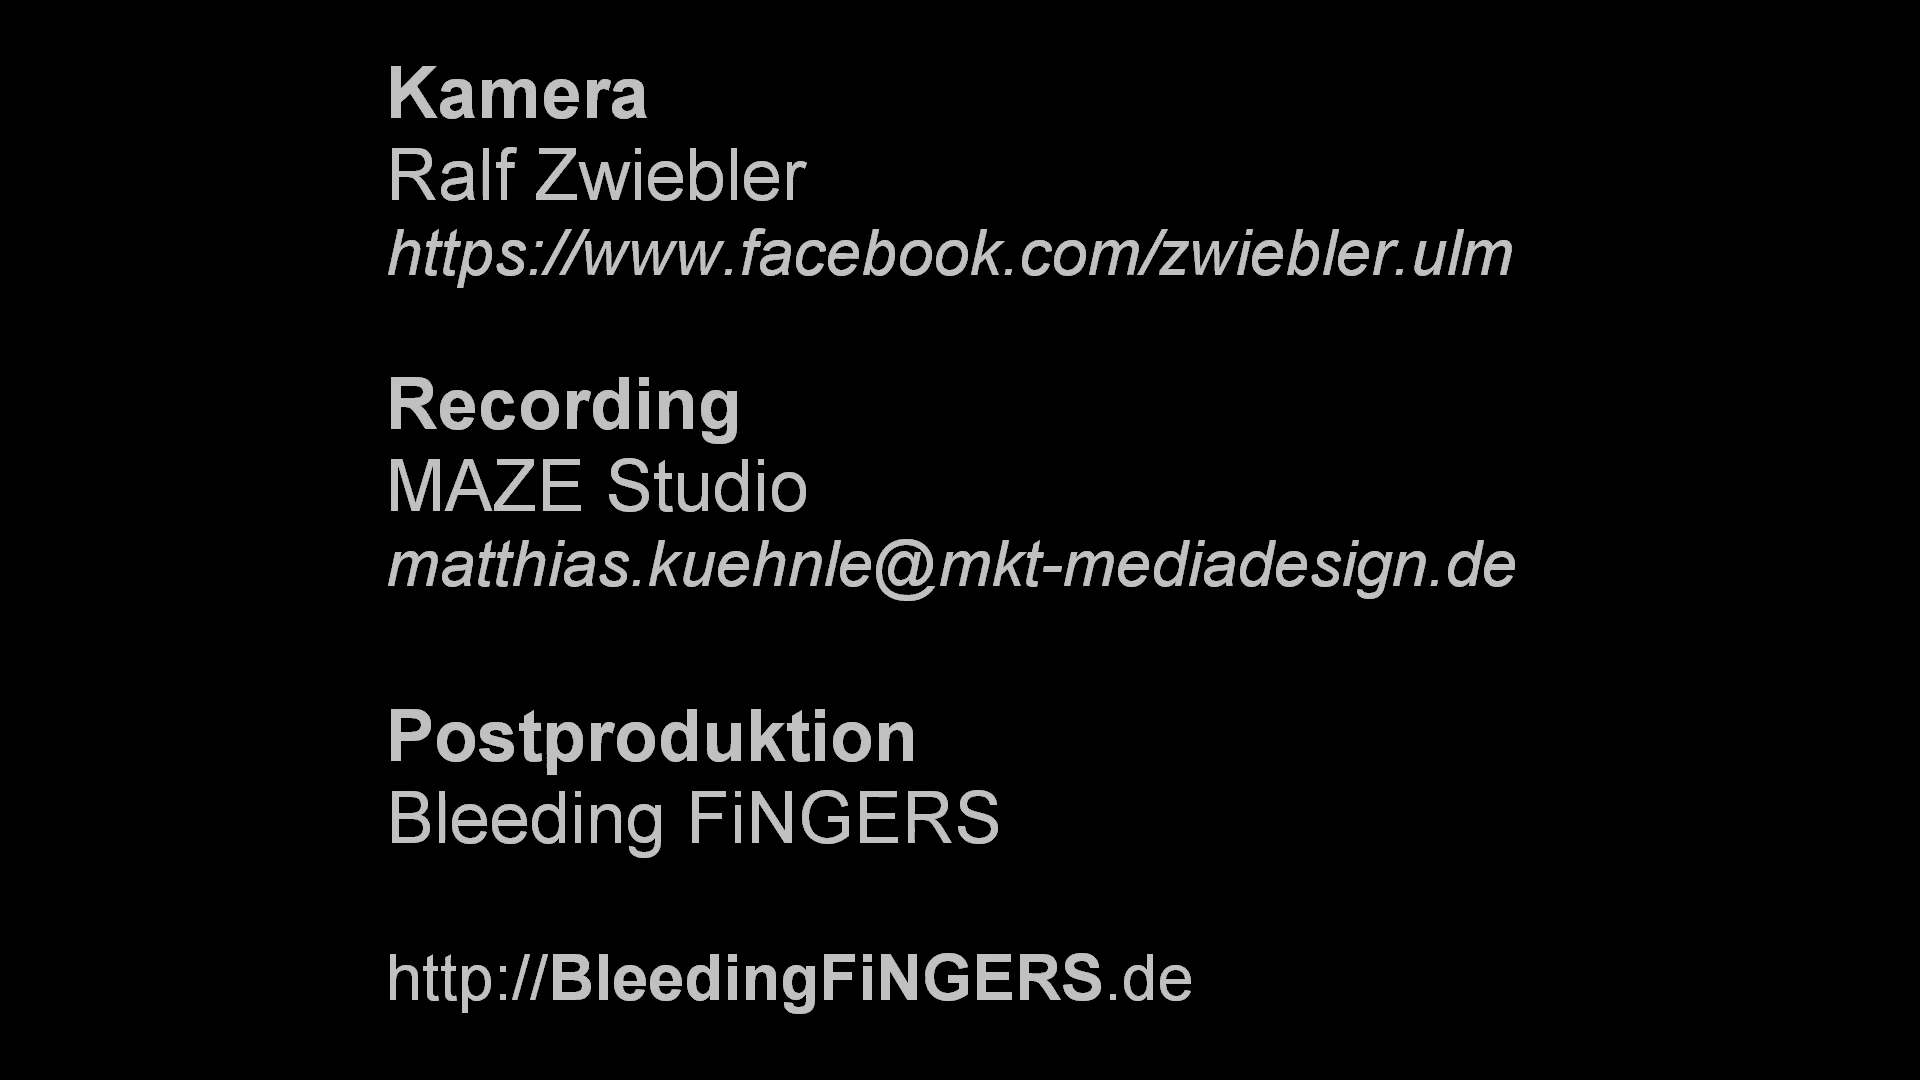 Kamera
Ralf Zwiebler
https://www.facebook.com/zwiebler.ulm
Recording
MAZE Studio
matthias.kuehnle@mkt-mediadesign.de
Postproduktion
Bleeding FiNGERS
http://BleedingFiNGERS.de